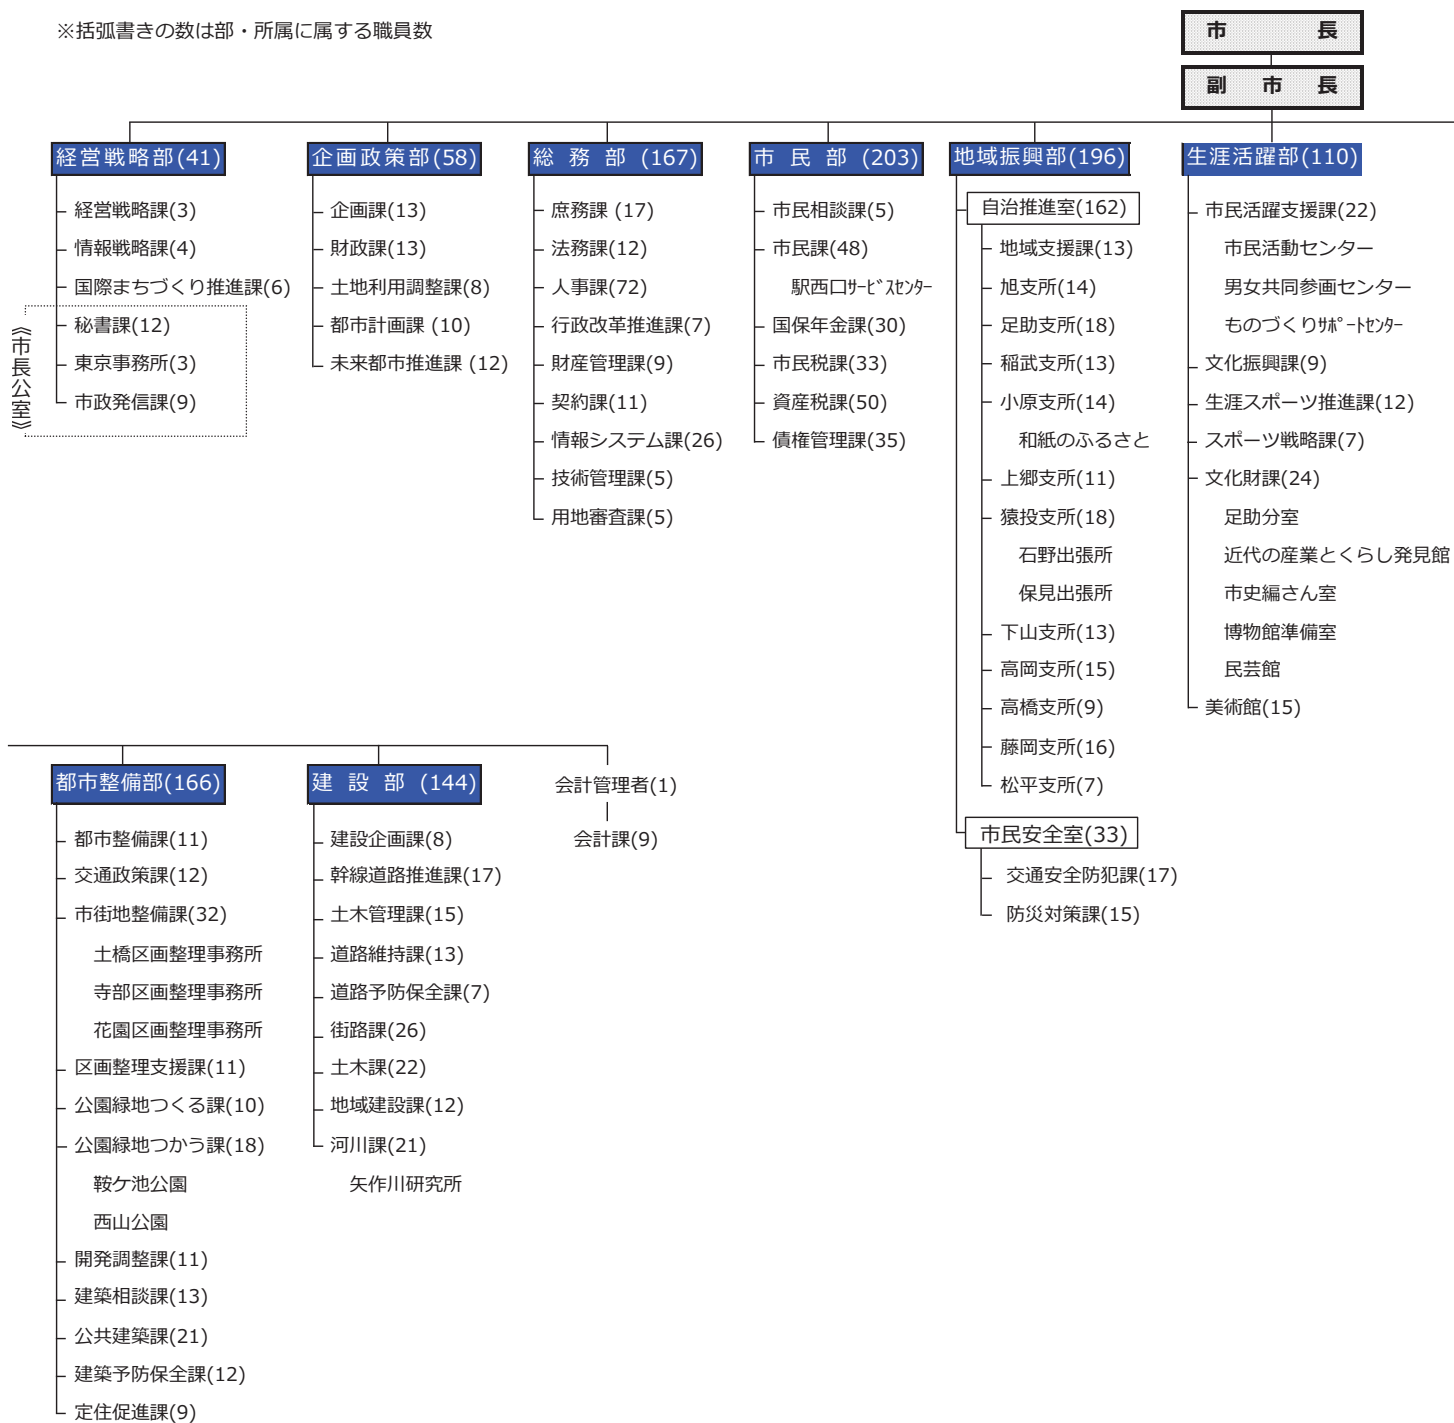 ※括弧書きの数は部・所属に属する職員数
市長
副市長
経営戦略部(41)
経営戦略課(3)
情報戦略課(4)
国際まちづくり推進課(6)
《市長公室》
秘書課(12)
東京事務所(3)
市政発信課(9)
企画政策部(58)
企画課(13)
財政課(13)
土地利用調整課(8)
都市計画課 (10)
未来都市推進課 (12)
総務部 (167)
庶務課 (17)
法務課(12)
人事課(72)
行政改革推進課(7)
財産管理課(9)
契約課(11)
情報システム課(26)
技術管理課(5)
用地審査課(5)
市民部 (203)
市民相談課(5)
市民課(48)
駅西口ｻｰﾋﾞｽｾﾝﾀｰ
国保年金課(30)
市民税課(33)
資産税課(50)
債権管理課(35)
地域振興部(196)
自治推進室(162)
地域支援課(13)
旭支所(14)
足助支所(18)
稲武支所(13)
小原支所(14)
和紙のふるさと
上郷支所(11)
猿投支所(18)
石野出張所
保見出張所
下山支所(13)
高岡支所(15)
高橋支所(9)
藤岡支所(16)
松平支所(7)
市民安全室(33)
交通安全防犯課(17)
防災対策課(15)
生涯活躍部(110)
市民活躍支援課(22)
市民活動センター
男女共同参画センター
ものづくりｻﾎﾟｰﾄｾﾝﾀｰ
文化振興課(9)
生涯スポーツ推進課(12)
スポーツ戦略課(7)
文化財課(24)
足助分室
近代の産業とくらし発見館
市史編さん室
博物館準備室
民芸館
美術館(15)
都市整備部(166)
都市整備課(11)
交通政策課(12)
市街地整備課(32)
土橋区画整理事務所
寺部区画整理事務所
花園区画整理事務所
区画整理支援課(11)
公園緑地つくる課(10)
公園緑地つかう課(18)
鞍ケ池公園
西山公園
開発調整課(11)
建築相談課(13)
公共建築課(21)
建築予防保全課(12)
定住促進課(9)
建設部 (144)
建設企画課(8)
幹線道路推進課(17)
土木管理課(15)
道路維持課(13)
道路予防保全課(7)
街路課(26)
土木課(22)
地域建設課(12)
河川課(21)
矢作川研究所
会計管理者(1)
会計課(9)